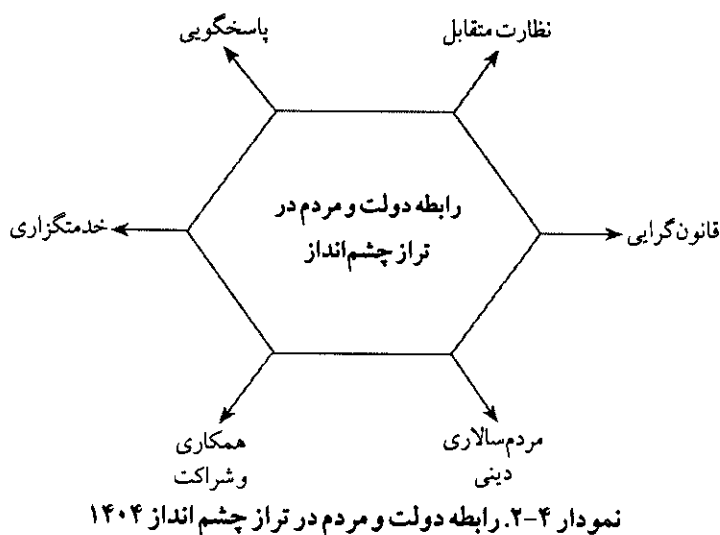 نظارت متقابل
پاسخگویی
رابطه دولت و مردم در
تراز چشم‌انداز
قانون‌گرایی
خدمتگزاری
مردم‌سالاری
دینی
همکاری
و شراکت
نمودار ۴-۲. رابطه دولت و مردم در تراز چشم انداز ۱۴۰۴